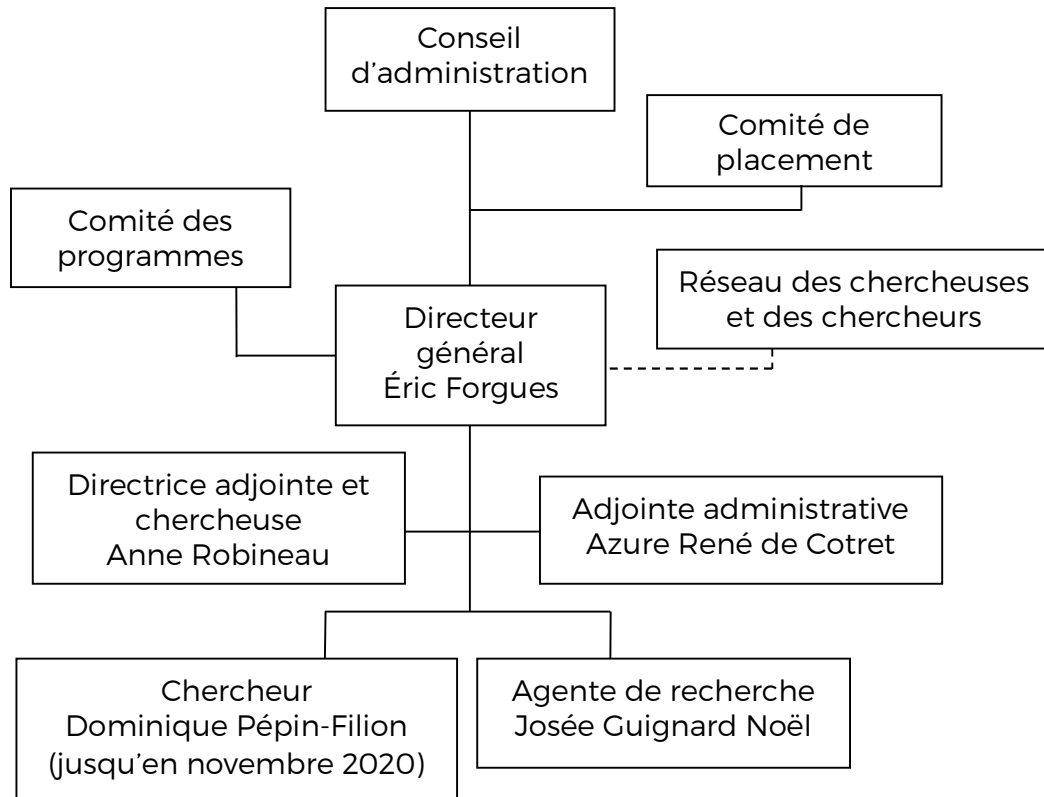 Conseil
d’administration
Comité de
placement
Comité des
programmes
Réseau des chercheuses
et des chercheurs
Directeur
général
Éric Forgues
Directrice adjointe et
chercheuse
Anne Robineau
Adjointe administrative
Azure René de Cotret
Chercheur
Dominique Pépin-Filion
(jusqu’en novembre 2020)
Agente de recherche
Josée Guignard Noël